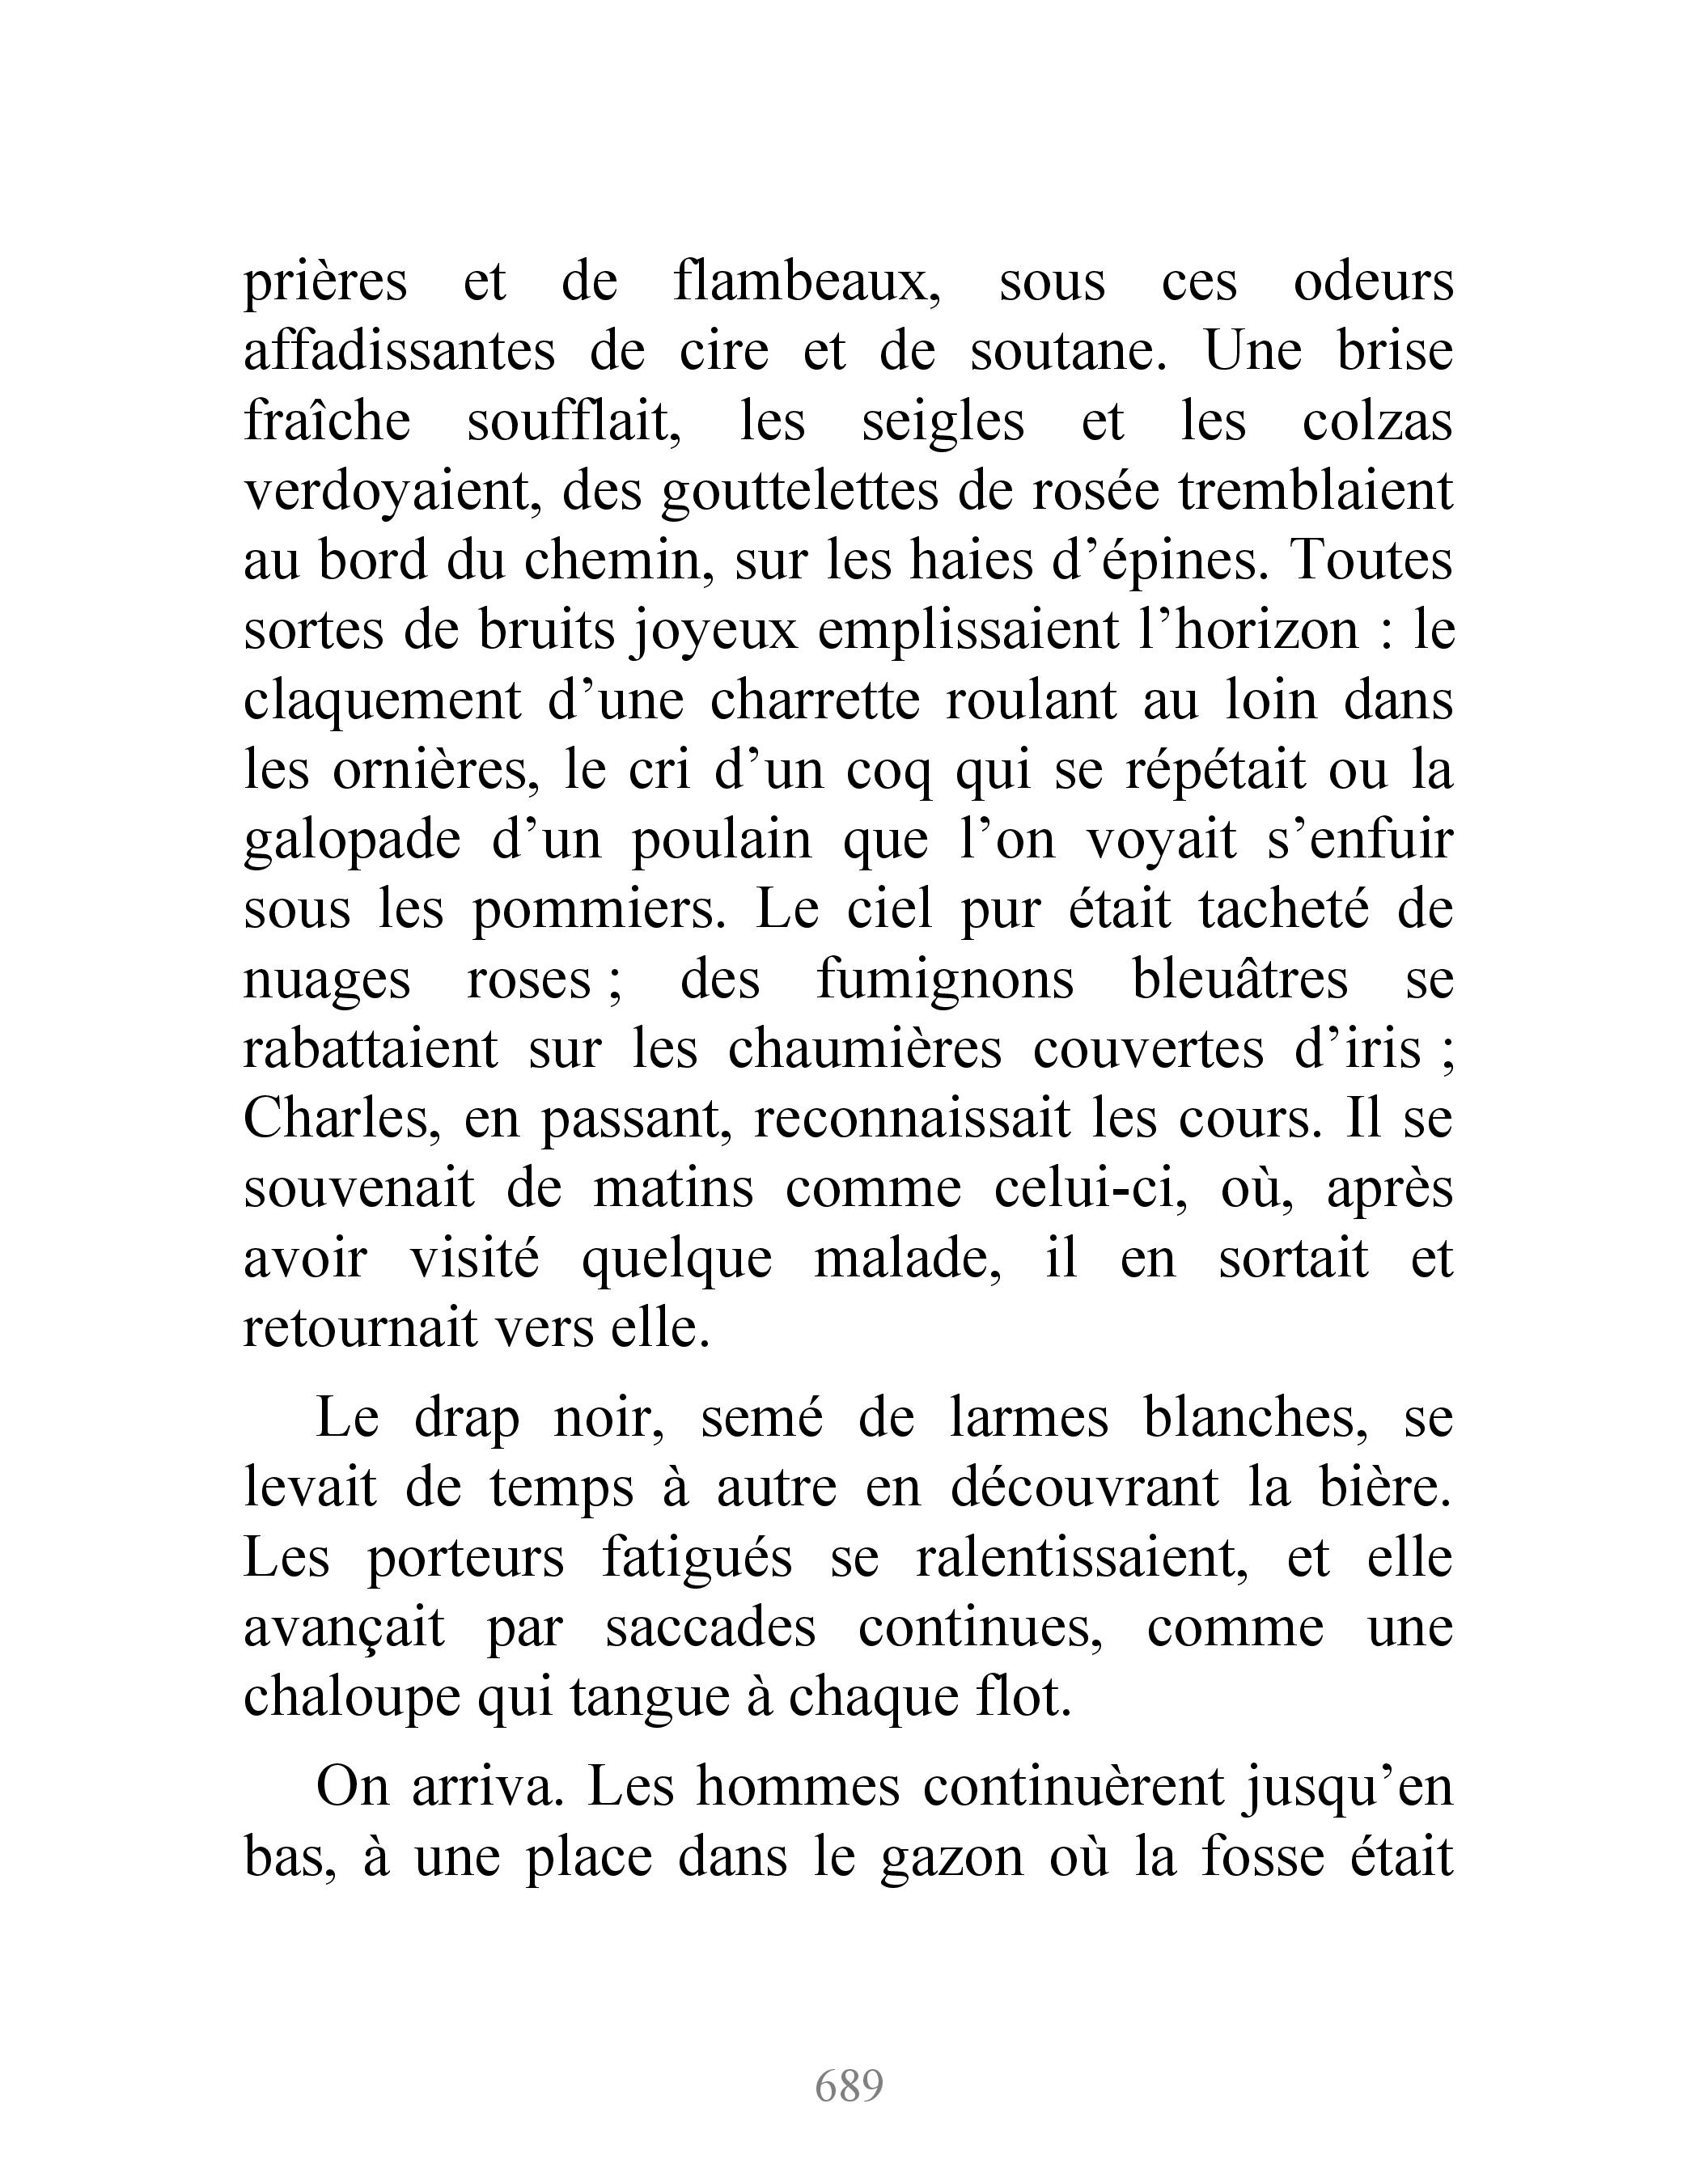 prières et de flambeaux, sous ces odeurs
affadissantes de cire et de soutane. Une brise
fraîche soufflait, les seigles et les colzas
verdoyaient, des gouttelettes de rosée tremblaient
au bord du chemin, sur les haies d’épines. Toutes
sortes de bruits joyeux emplissaient l’horizon : le
claquement d’une charrette roulant au loin dans
les ornières, le cri d’un coq qui se répétait ou la
galopade d’un poulain que l’on voyait s’enfuir
sous les pommiers. Le ciel pur était tacheté de
nuages roses ; des fumignons bleuâtres se
rabattaient sur les chaumières couvertes d’iris ;
Charles, en passant, reconnaissait les cours. Il se
souvenait de matins comme celui-ci, où, après
avoir visité quelque malade, il en sortait et
retournait vers elle.
Le drap noir, semé de larmes blanches, se
levait de temps à autre en découvrant la bière.
Les porteurs fatigués se ralentissaient, et elle
avançait par saccades continues, comme une
chaloupe qui tangue à chaque flot.
On arriva. Les hommes continuèrent jusqu’en
bas, à une place dans le gazon où la fosse était
689